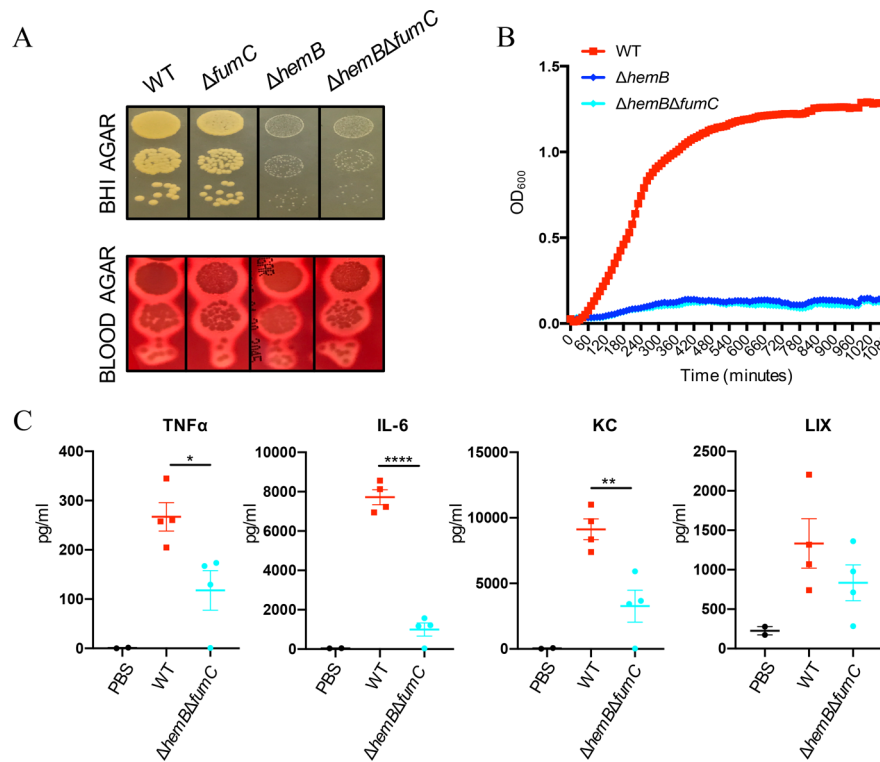 A
WT
ΔfumC
ΔhemB
ΔhemBΔfumC
BHI AGAR
BLOOD AGAR
B
WT
ΔhemB
ΔhemBΔfumC
1.5
1.0
0.5
0.0
OD600
0 60 120 180 240 300 360 420 480 540 600 660 720 780 840 900 960 1020 108
Time (minutes)
C
TNFα
400
300
200
100
0
pg/ml
*
PBS
WT
ΔhemBΔfumC
IL-6
10000
8000
6000
4000
2000
0
pg/ml
****
PBS
WT
ΔhemBΔfumC
KC
15000
10000
5000
0
pg/ml
**
PBS
WT
ΔhemBΔfumC
LIX
2500
2000
1500
1000
500
0
pg/ml
PBS
WT
ΔhemBΔfumC